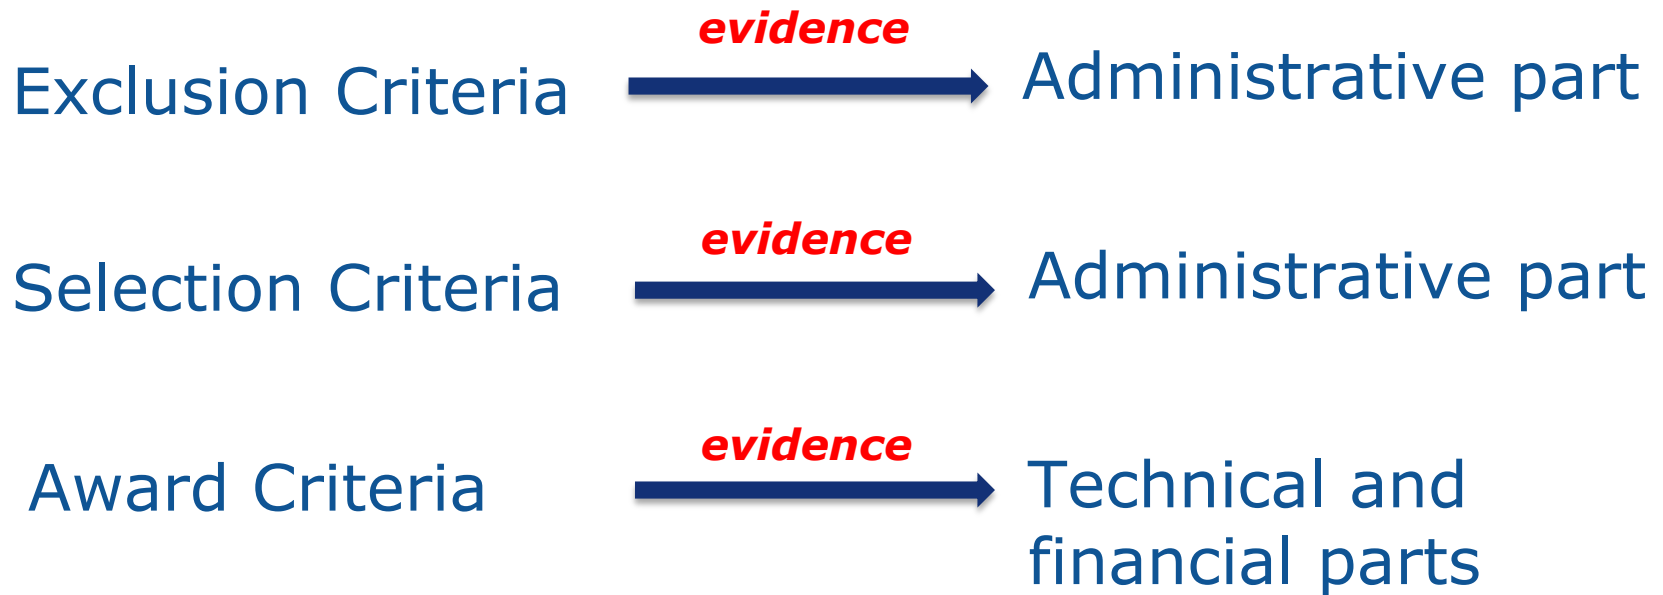 evidence
Exclusion Criteria
Administrative part
evidence
Selection Criteria
Administrative part
evidence
Award Criteria
Technical and
financial parts